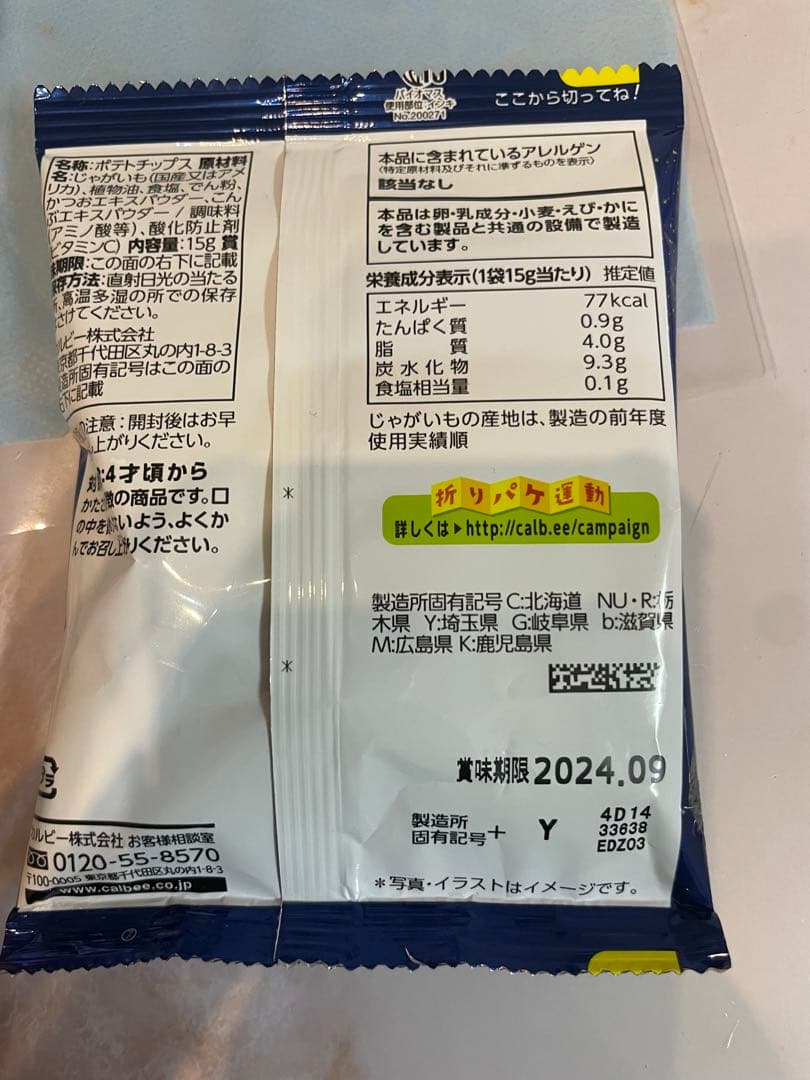 バイオマス
使用部位:インキ
No.200271
ここから切ってね!
名称:ポテトチップス 原材料
名:じゃがいも(国産又はアメ
リカ)、植物油、食塩、でん粉、
かつおエキスパウダー、こん
ぶエキスパウダー / 調味料
(アミノ酸等)、酸化防止剤
ビタミンC) 内容量:15g 賞
期限:この面の右下に記載
存方法:直射日光の当たる
、高温多湿の所での保存
さけてください。
ルビー株式会社
京都千代田区丸の内1-8-3
造所固有記号はこの面の
右下に記載
の注意:開封後はお早
し上がりください。
:4才頃から
の商品です。口
の中を ないよう、よくか
んでお召し上がりください。
ルビー株式会社 お客様相談室
0120-55-8570
〒100-0005 東京都千代田区丸の内1-8-3
www.calbee.co.jp
本品に含まれているアレルゲン
(特定原材料及びそれに準ずるものを表示)
該当なし
本品は卵・乳成分・小麦・えび・かに
を含む製品と共通の設備で製造
しています。
栄養成分表示(1袋15g当たり) 推定値
エネルギー 77kcal
たんぱく質 0.9g
脂質 4.0g
炭水化物 9.3g
食塩相当量 0.1g
じゃがいもの産地は、製造の前年度
使用実績順
折りパケ運動
詳しくは▶http://calb.ee/campaign
製造所固有記号 C:北海道 NU・R:栃
木県 Y:埼玉県 G:岐阜県 b:滋賀県
M:広島県 K:鹿児島県
賞味期限 2024.09
製造所
固有記号+ Y
4D14
33638
EDZ03
*写真・イラストはイメージです。